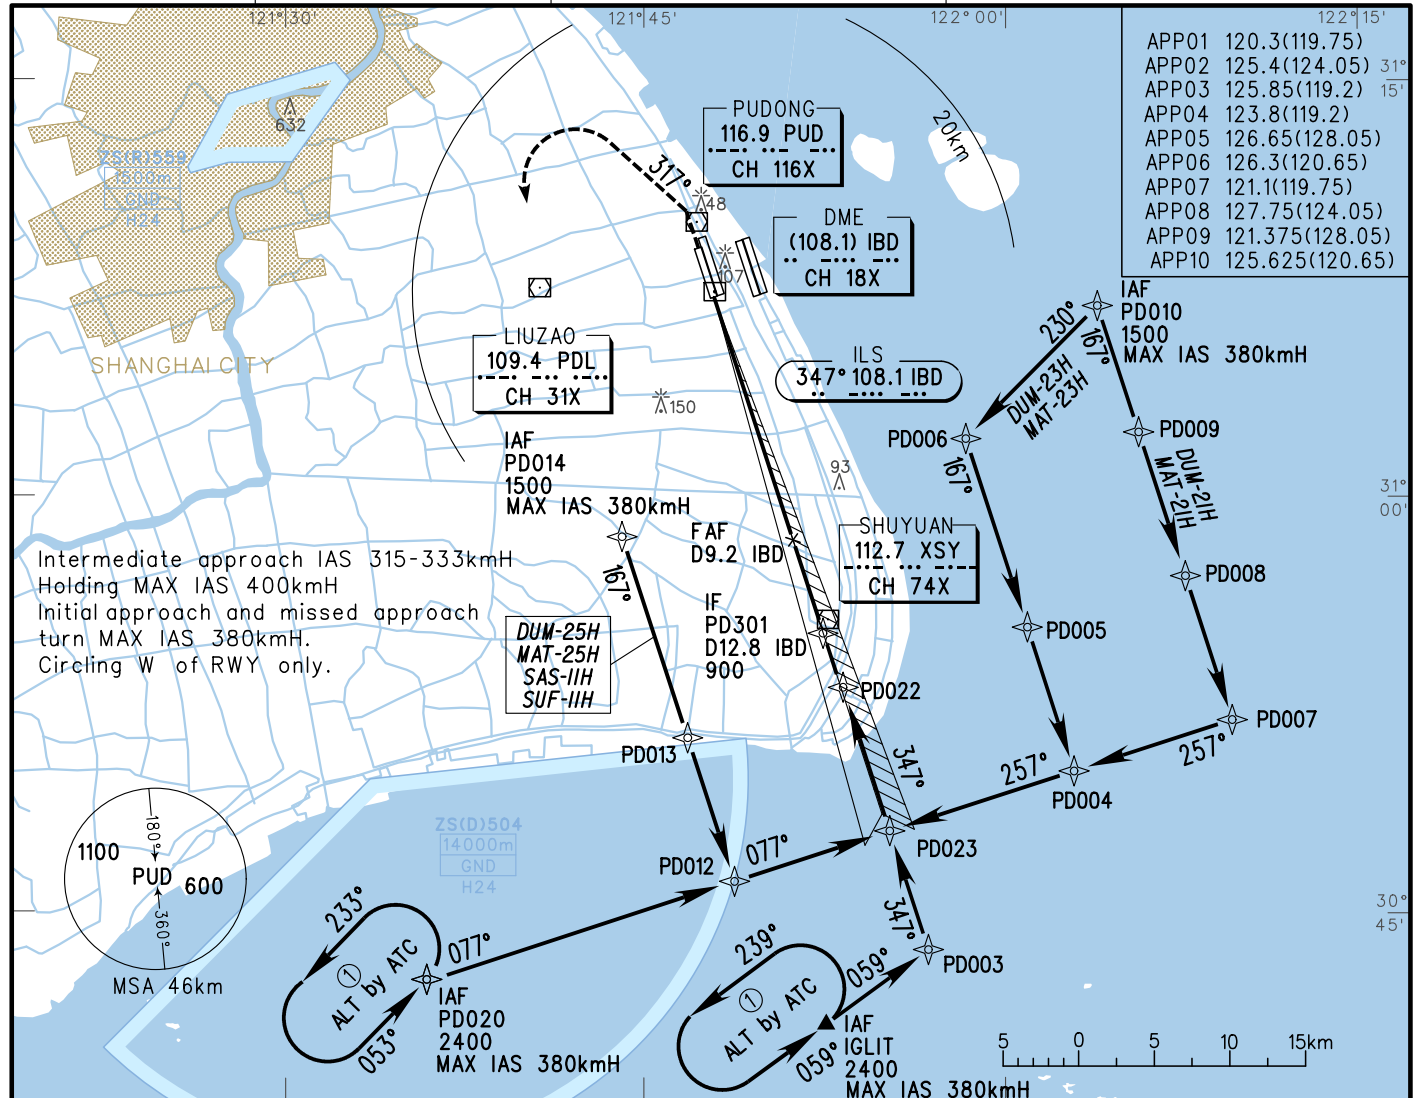 121°30'
121°45'
122°00'
122°15'
APP01 120.3(119.75)
APP02 125.4(124.05)
APP03 125.85(119.2)
APP04 123.8(119.2)
APP05 126.65(128.05)
APP06 126.3(120.65)
APP07 121.1(119.75)
APP08 127.75(124.05)
APP09 121.375(128.05)
APP10 125.625(120.65)
31°
15'
632
ZS(R)559
1500m
GND
H24
SHANGHAI CITY
317°
PUDONG
116.9 PUD
CH 116X
20km
48
107
DME
(108.1) IBD
CH 18X
LIUZAO
109.4 PDL
CH 31X
150
ILS
347° 108.1 IBD
IAF
PD010
1500
MAX IAS 380kmH
230°
167°
DUM-23H
MAT-23H
PD006
167°
PD009
DUM-21H
MAT-21H
PD008
PD005
PD007
257°
257°
PD004
IAF
PD014
1500
MAX IAS 380kmH
167°
93
31°
00'
FAF
D9.2 IBD
SHUYUAN
112.7 XSY
CH 74X
IF
PD301
D12.8 IBD
900
Intermediate approach IAS 315-333kmH
Holding MAX IAS 400kmH
Initial approach and missed approach
turn MAX IAS 380kmH.
Circling W of RWY only.
DUM-25H
MAT-25H
SAS-11H
SUF-11H
PD022
PD013
347°
PD023
ZS(D)504
14000m
GND
H24
PD012
077°
180°
1100
PUD
600
360°
MSA 46km
233°
077°
1
ALT by ATC
053°
IAF
PD020
2400
MAX IAS 380kmH
347°
PD003
239°
059°
1
ALT by ATC
059°
IAF
IGLIT
2400
MAX IAS 380kmH
30°
45'
5 0 5 10 15km